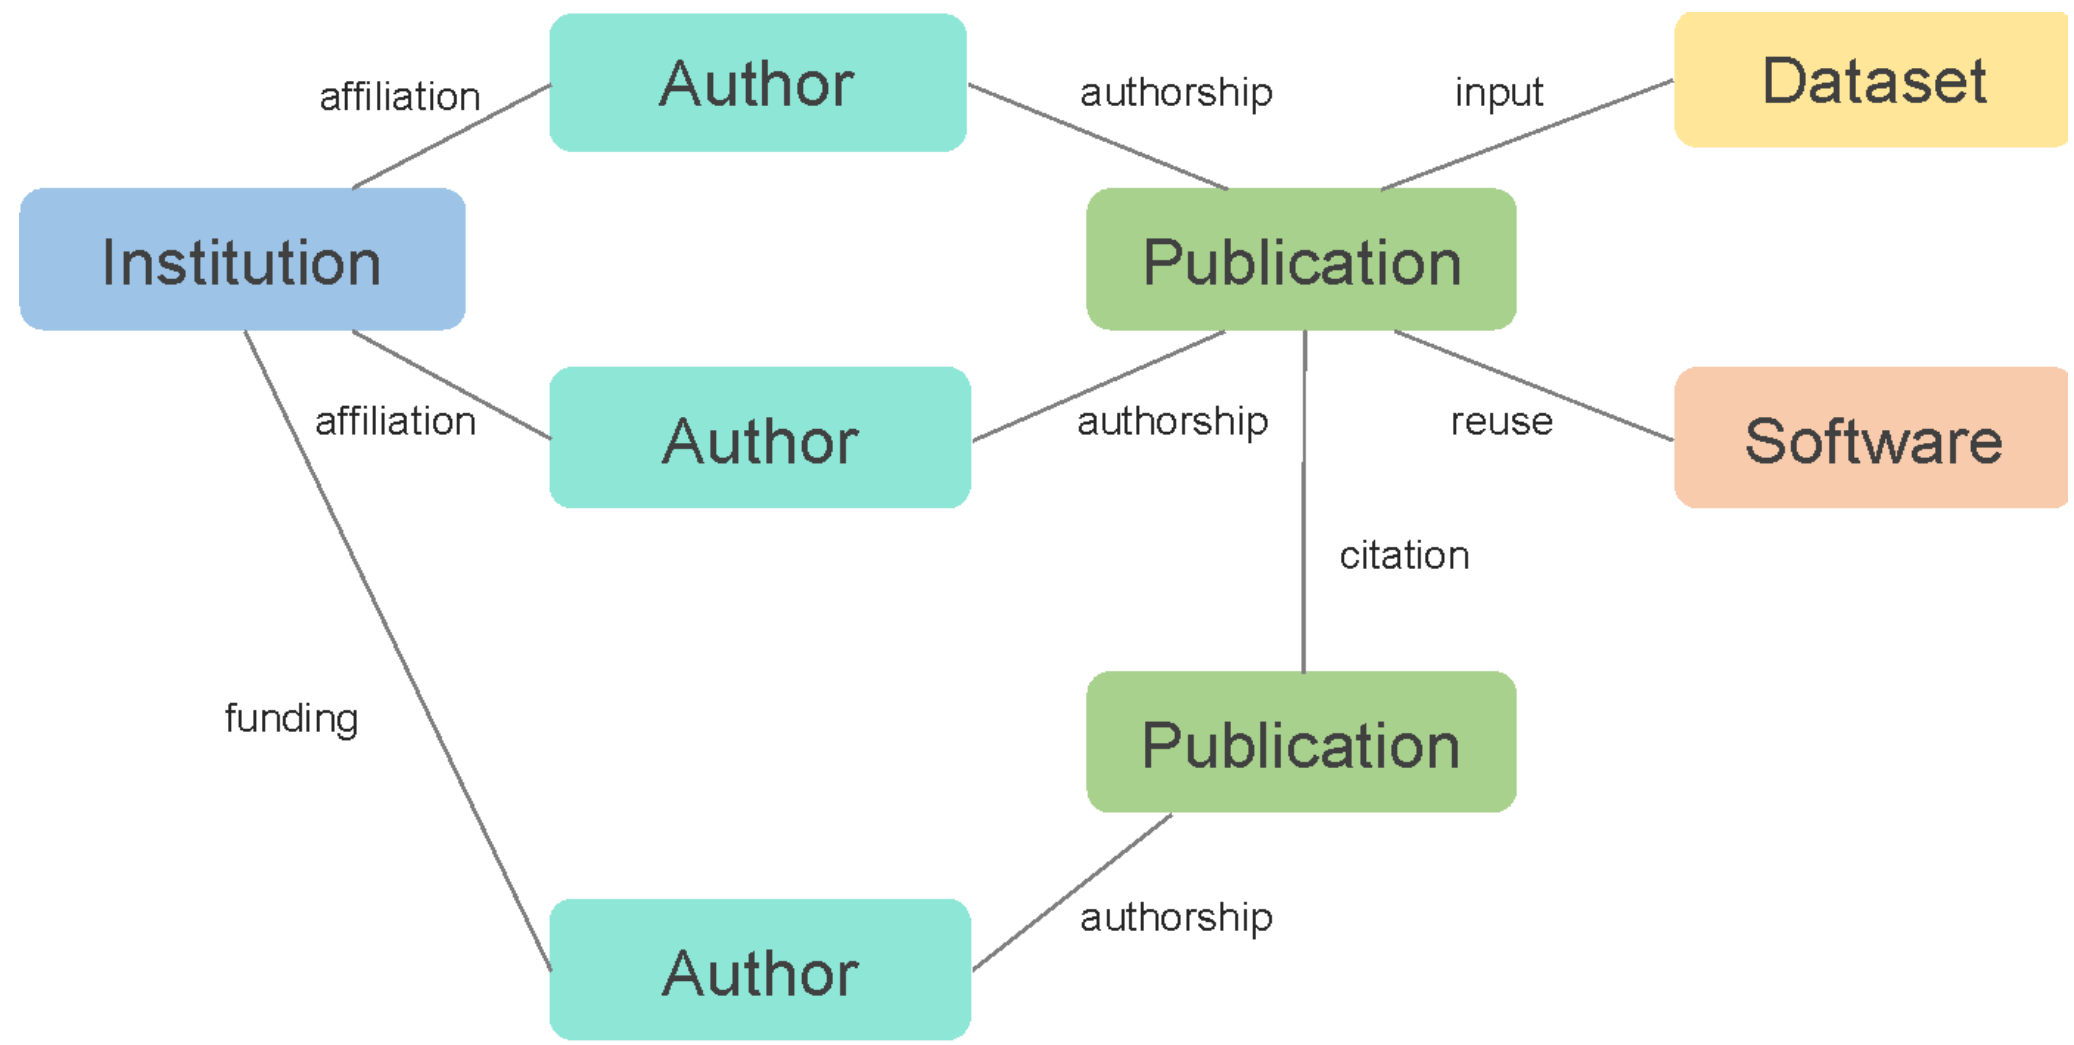 Author
Dataset
affiliation
authorship
input
Institution
Publication
affiliation
Author
authorship
reuse
Software
citation
funding
Publication
authorship
Author